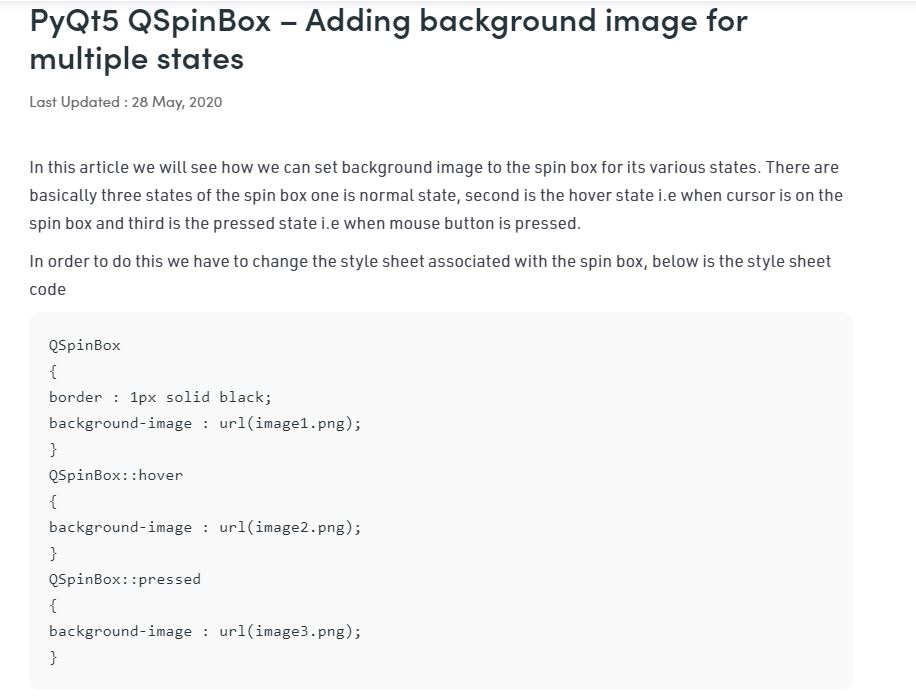 PyQt5 QSpinBox – Adding background image for
multiple states
Last Updated : 28 May, 2020
In this article we will see how we can set background image to the spin box for its various states. There are
basically three states of the spin box one is normal state, second is the hover state i.e when cursor is on the
spin box and third is the pressed state i.e when mouse button is pressed.
In order to do this we have to change the style sheet associated with the spin box, below is the style sheet
code
QSpinBox
{
border : 1px solid black;
background-image : url(image1.png);
}
QSpinBox::hover
{
background-image : url(image2.png);
}
QSpinBox::pressed
{
background-image : url(image3.png);
}